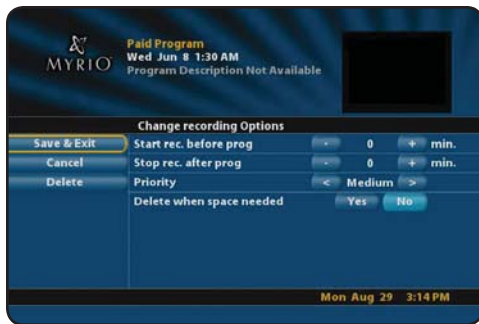 MYRIO
Paid Program
Wed Jun 8 1:30 AM
Program Description Not Available
Change recording Options
Save & Exit
Start rec. before prog - 0 + min.
Cancel
Stop rec. after prog - 0 + min.
Delete
Priority < Medium >
Delete when space needed Yes No
Mon Aug 29 3:14 PM